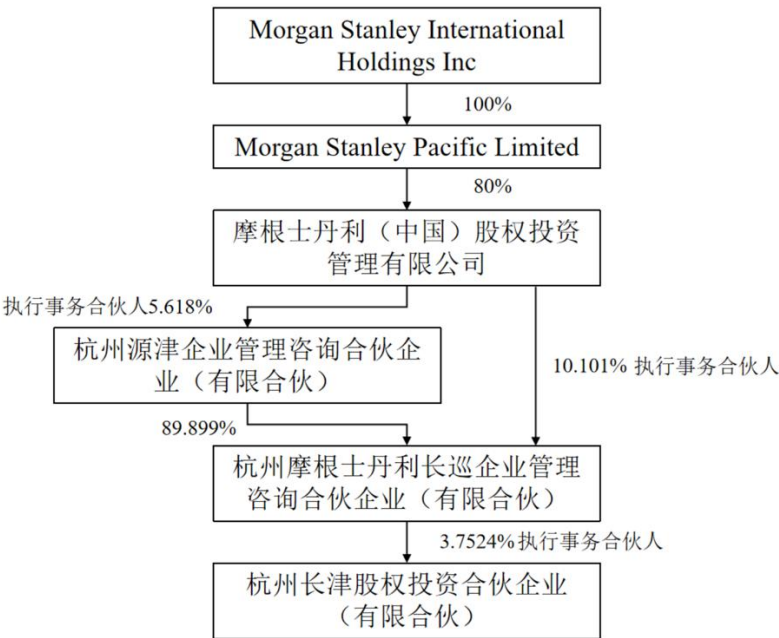 Morgan Stanley International
Holdings Inc
100%
Morgan Stanley Pacific Limited
80%
摩根士丹利（中国）股权投资
管理有限公司
执行事务合伙人5.618%
杭州源津企业管理咨询合伙企
业（有限合伙）
10.101% 执行事务合伙人
89.899%
杭州摩根士丹利长巡企业管理
咨询合伙企业（有限合伙）
3.7524%执行事务合伙人
杭州长津股权投资合伙企业
（有限合伙）